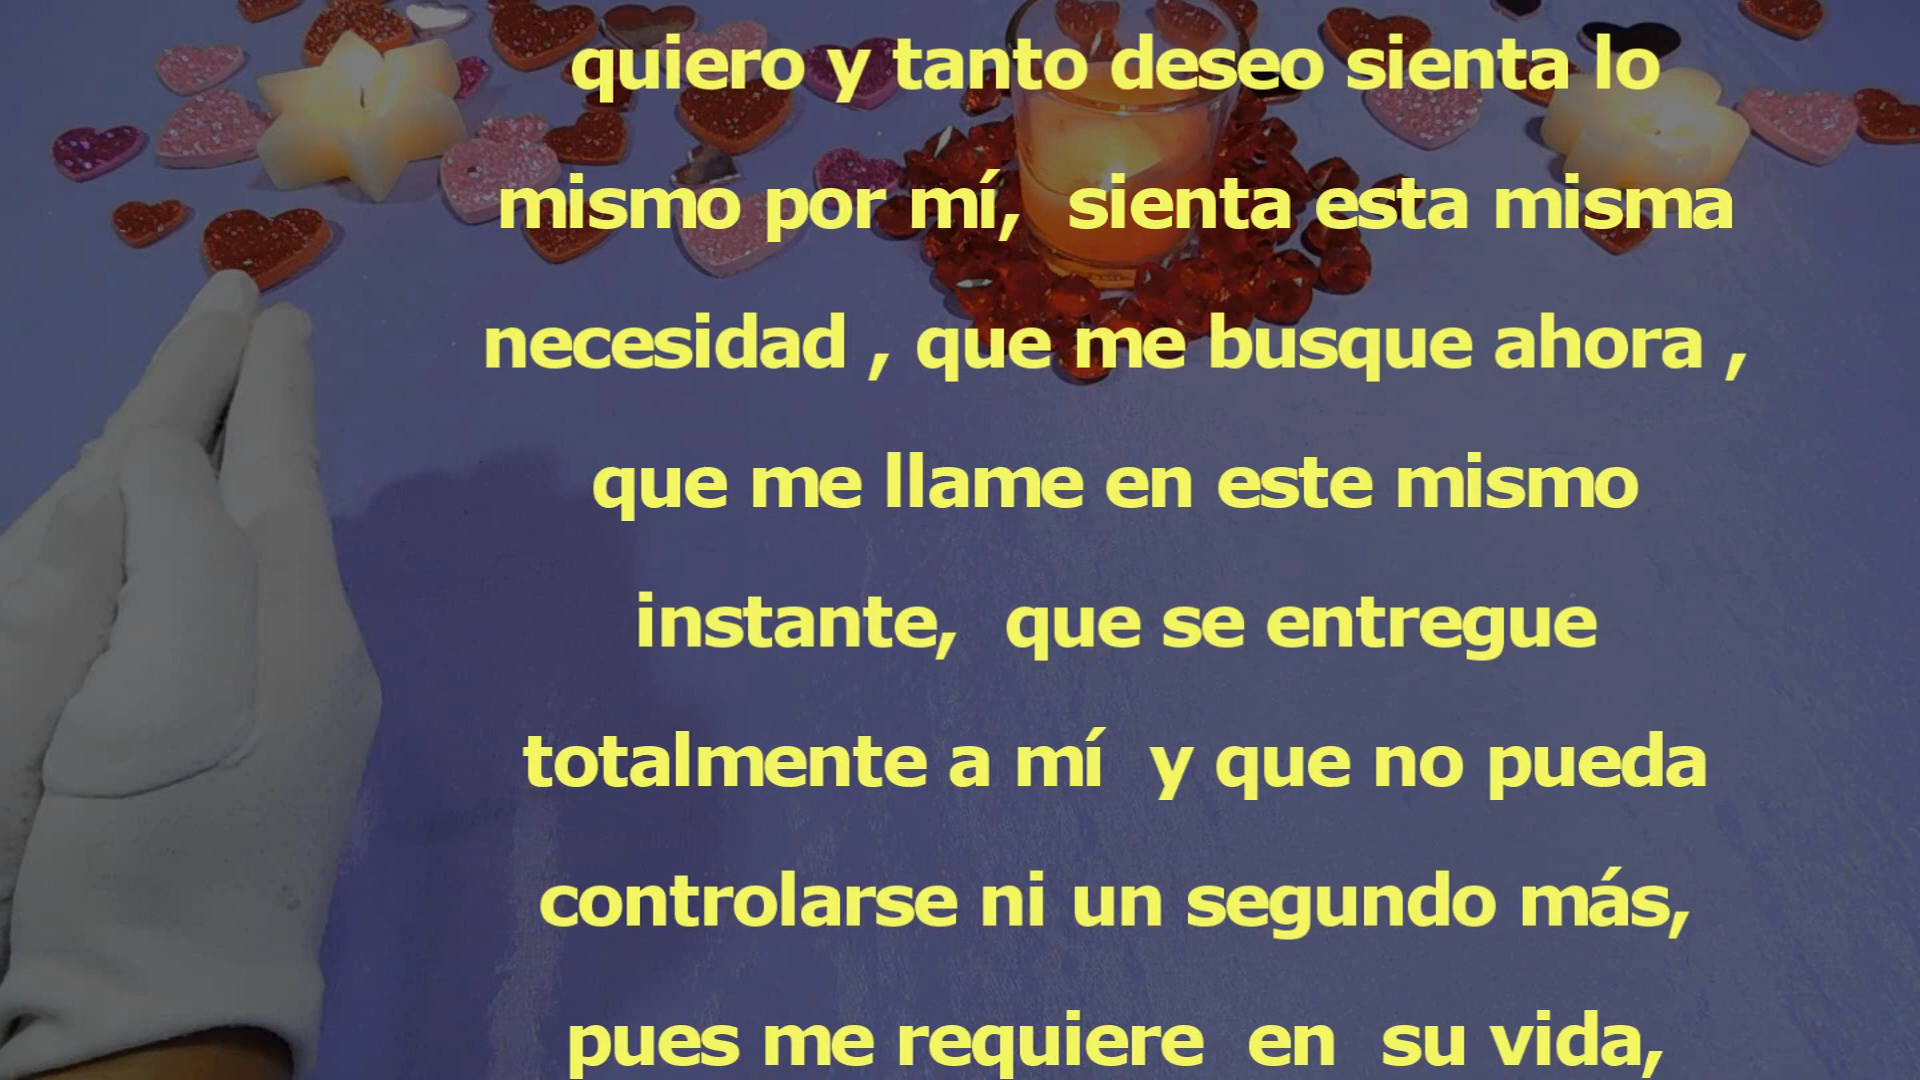 quiero y tanto deseo sienta lo
mismo por mí, sienta esta misma
necesidad , que me busque ahora ,
que me llame en este mismo
instante, que se entregue
totalmente a mí y que no pueda
controlarse ni un segundo más,
pues me requiere en su vida,